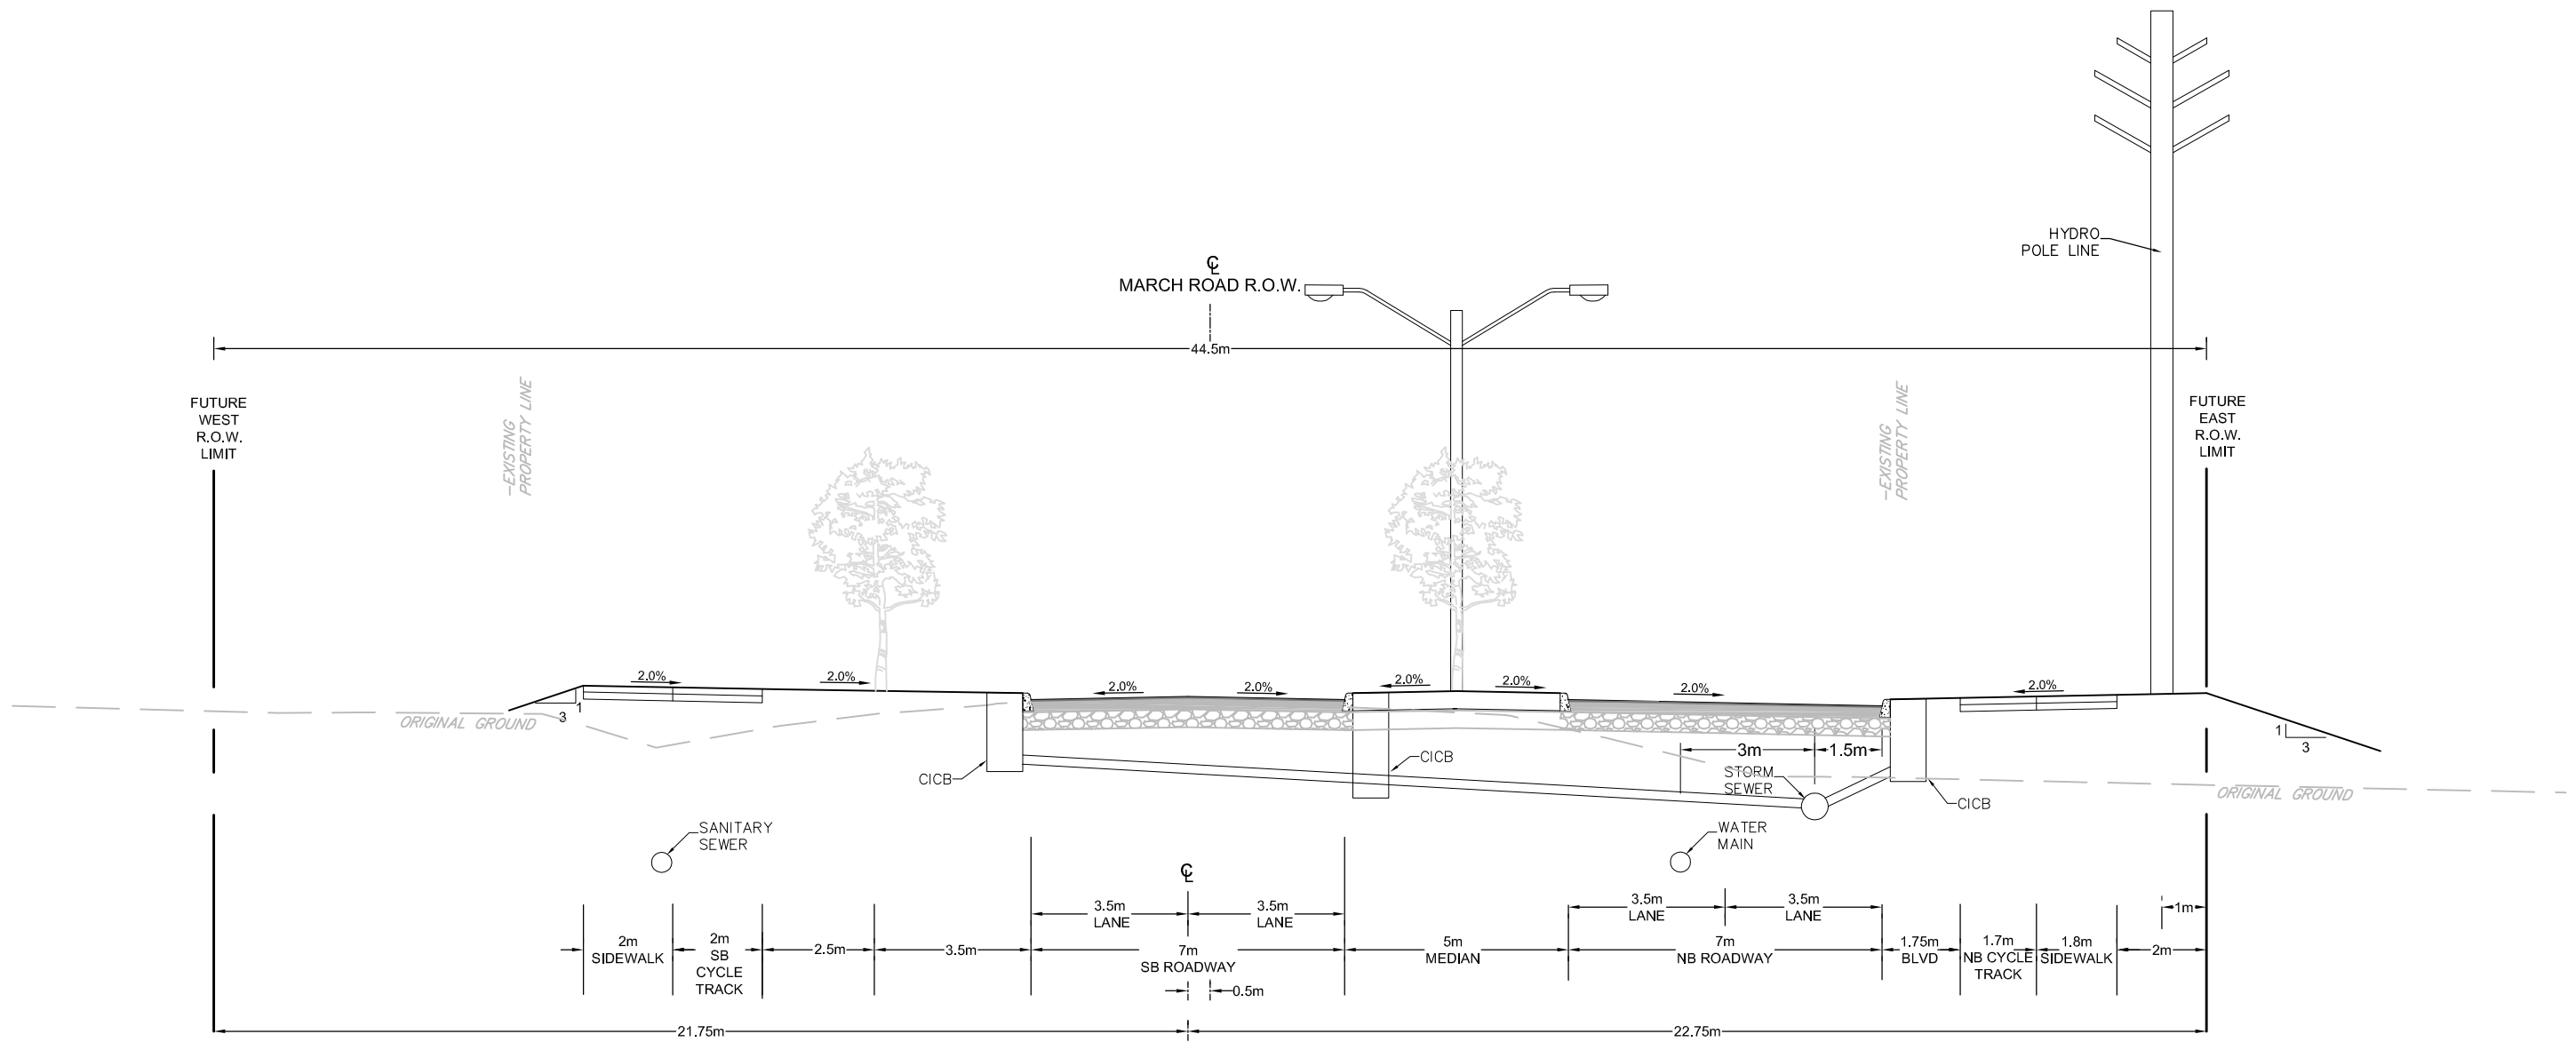 HYDRO
POLE LINE
℄
MARCH ROAD R.O.W.
44.5m
FUTURE
WEST
R.O.W.
LIMIT
EXISTING
PROPERTY LINE
EXISTING
PROPERTY LINE
FUTURE
EAST
R.O.W.
LIMIT
2.0%
2.0%
2.0%
2.0%
2.0%
2.0%
2.0%
2.0%
1
3
ORIGINAL GROUND
1
3
3m
1.5m
CICB
CICB
STORM
SEWER
CICB
ORIGINAL GROUND
SANITARY
SEWER
WATER
MAIN
℄
3.5m
LANE
3.5m
LANE
3.5m
LANE
3.5m
LANE
1m
2m
SIDEWALK
2m
SB
CYCLE
TRACK
2.5m
3.5m
7m
SB ROADWAY
5m
MEDIAN
7m
NB ROADWAY
1.75m
BLVD
1.7m
NB CYCLE
TRACK
1.8m
SIDEWALK
2m
0.5m
21.75m
22.75m